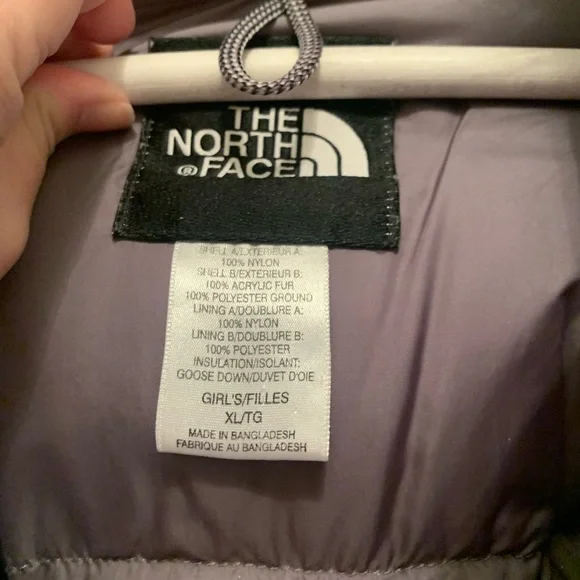 THE
NORTH
® FACE
SHELL A/EXTERIEUR A:
100% NYLON
SHELL B/EXTERIEUR B:
100% ACRYLIC FUR
100% POLYESTER GROUND
LINING A/DOUBLURE A:
100% NYLON
LINING B/DOUBLURE B:
100% POLYESTER
INSULATION/ISOLANT:
GOOSE DOWN/DUVET D'OIE
GIRL'S/FILLES
XL/TG
MADE IN BANGLADESH
FABRIQUE AU BANGLADESH